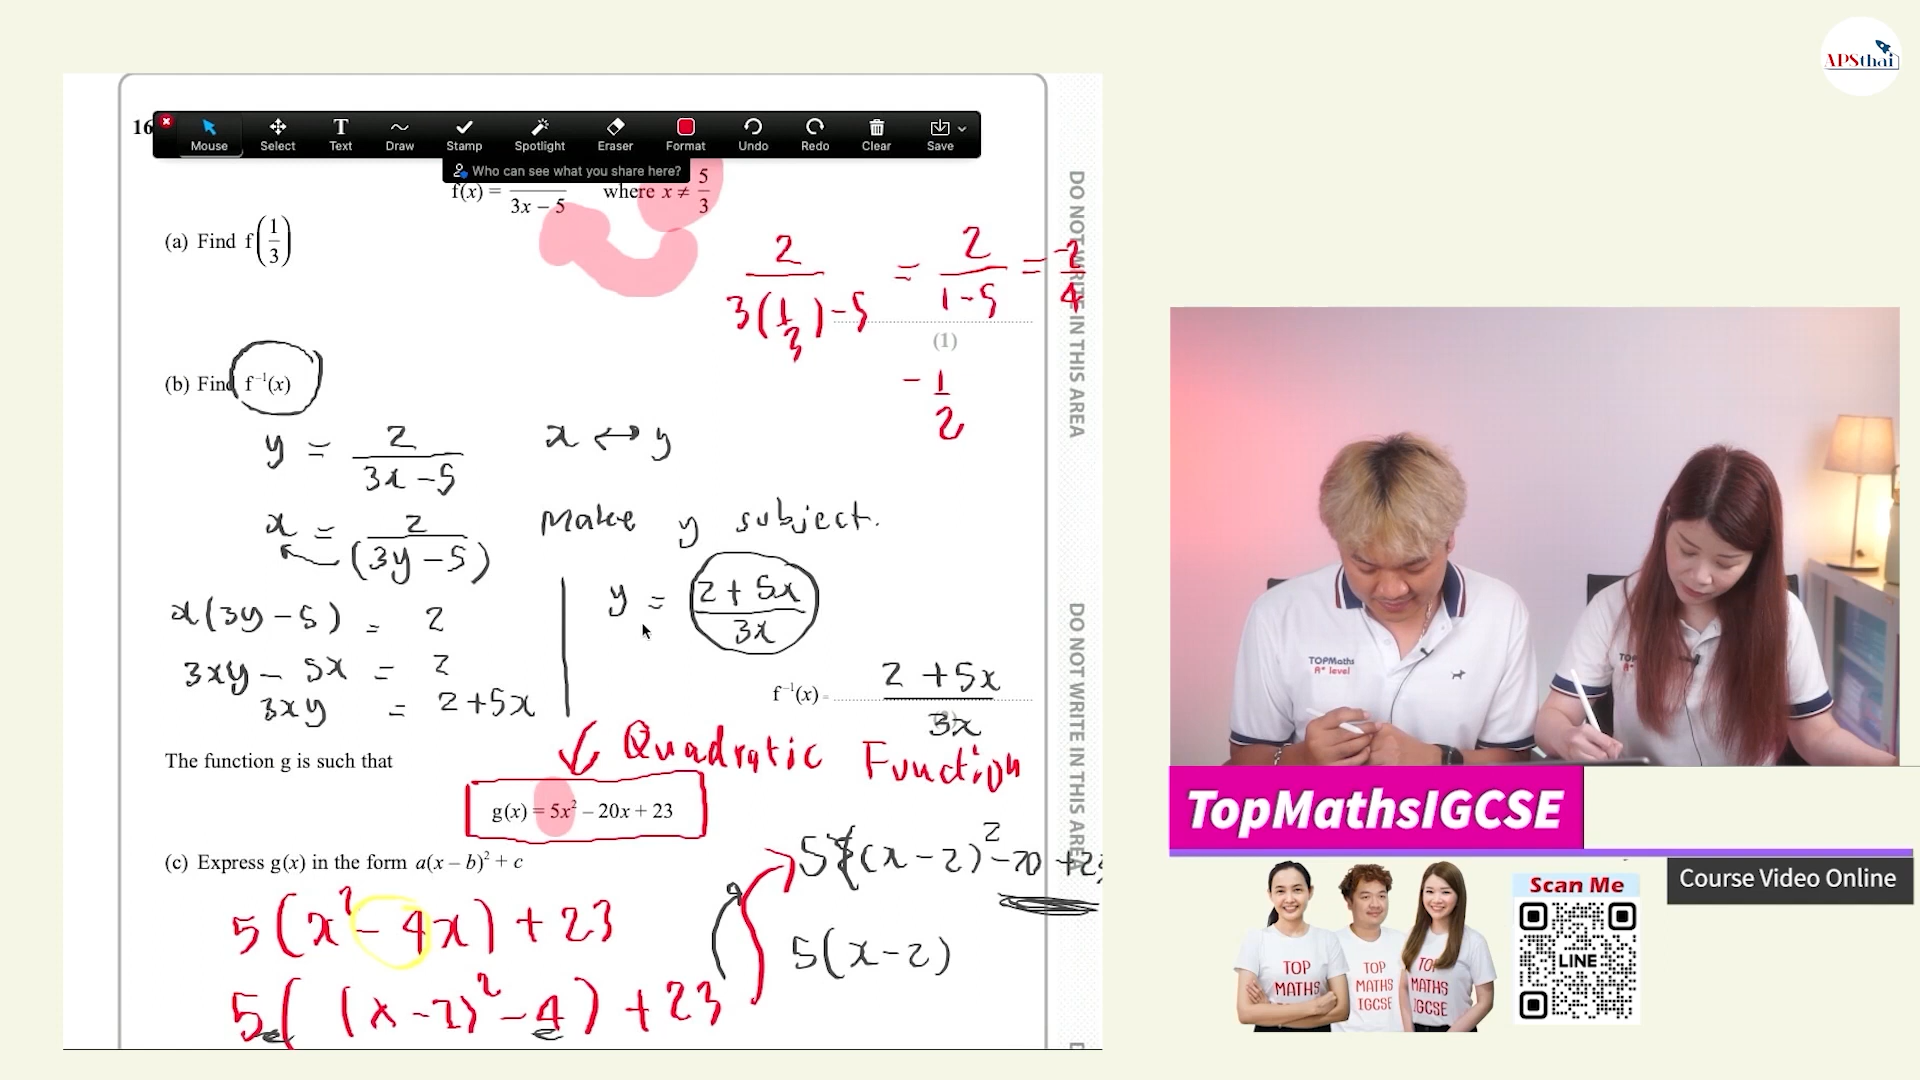 APSthai
16
Mouse Select Text Draw Stamp Spotlight Eraser Format Undo Redo Clear Save
Who can see what you share here?
f(x) = 3x − 5 where x ≠ 5/3
(a) Find f(1/3)
2/(3(1/3)-5) = 2/(1-5) = -2/4
(1)
-1/2
(b) Find f⁻¹(x)
y = 2/(3x-5) x ↔ y
x = 2/(3y-5) Make y subject.
x(3y-5) = 2
3xy - 5x = 2
3xy = 2+5x
y = (2+5x)/3x
f⁻¹(x) = (2+5x)/3x
The function g is such that
Quadratic Function
g(x) = 5x² − 20x + 23
(c) Express g(x) in the form a(x − b)² + c
5(x²-4x)+23
5((x-2)²-4)+23
5(x-2)²-20+23
5(x-2)
DO NOT WRITE IN THIS AREA
DO NOT WRITE IN THIS AREA
TOPMaths
A* level
TopMathsIGCSE
Course Video Online
Scan Me
LINE
TOP
MATHS
TOP
MATHS
IGCSE
TOP
MATHS
IGCSE